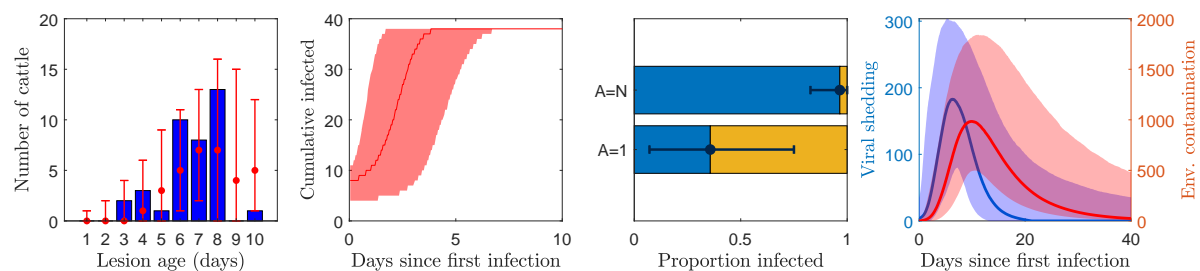 Number of cattle
20
15
10
5
0
1 2 3 4 5 6 7 8 9 10
Lesion age (days)
Cumulative infected
40
30
20
10
0
0 5 10
Days since first infection
A=N
A=1
0 0.5 1
Proportion infected
Viral shedding
300
200
100
0
0 20 40
Days since first infection
2000
1500
1000
500
0
Env. contamination